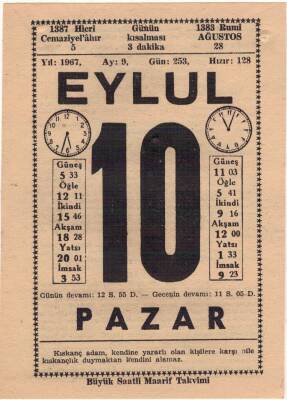 1387 Hicri
Cemaziyel'âhır
5
Günün
kısalması
3 dakika
1383 Rumi
AĞUSTOS
28
Yıl: 1967, Ay: 9, Gün: 253, Hızır: 128
EYLUL
10
Güneş
5 33
Öğle
12 11
İkindi
15 46
Akşam
18 28
Yatsı
20 01
İmsak
3 53
Güneş
11 03
Öğle
5 41
İkindi
9 16
Akşam
12 00
Yatsı
1 33
İmsak
9 23
Günün devamı: 12 S. 55 D. — Gecenin devamı: 11 S. 05 D.
PAZAR
Kıskanç adam, kendine yararlı olan kişilere karşı bile
kıskançlık duymaktan kendini alamaz.
Büyük Saatli Maarif Takvimi